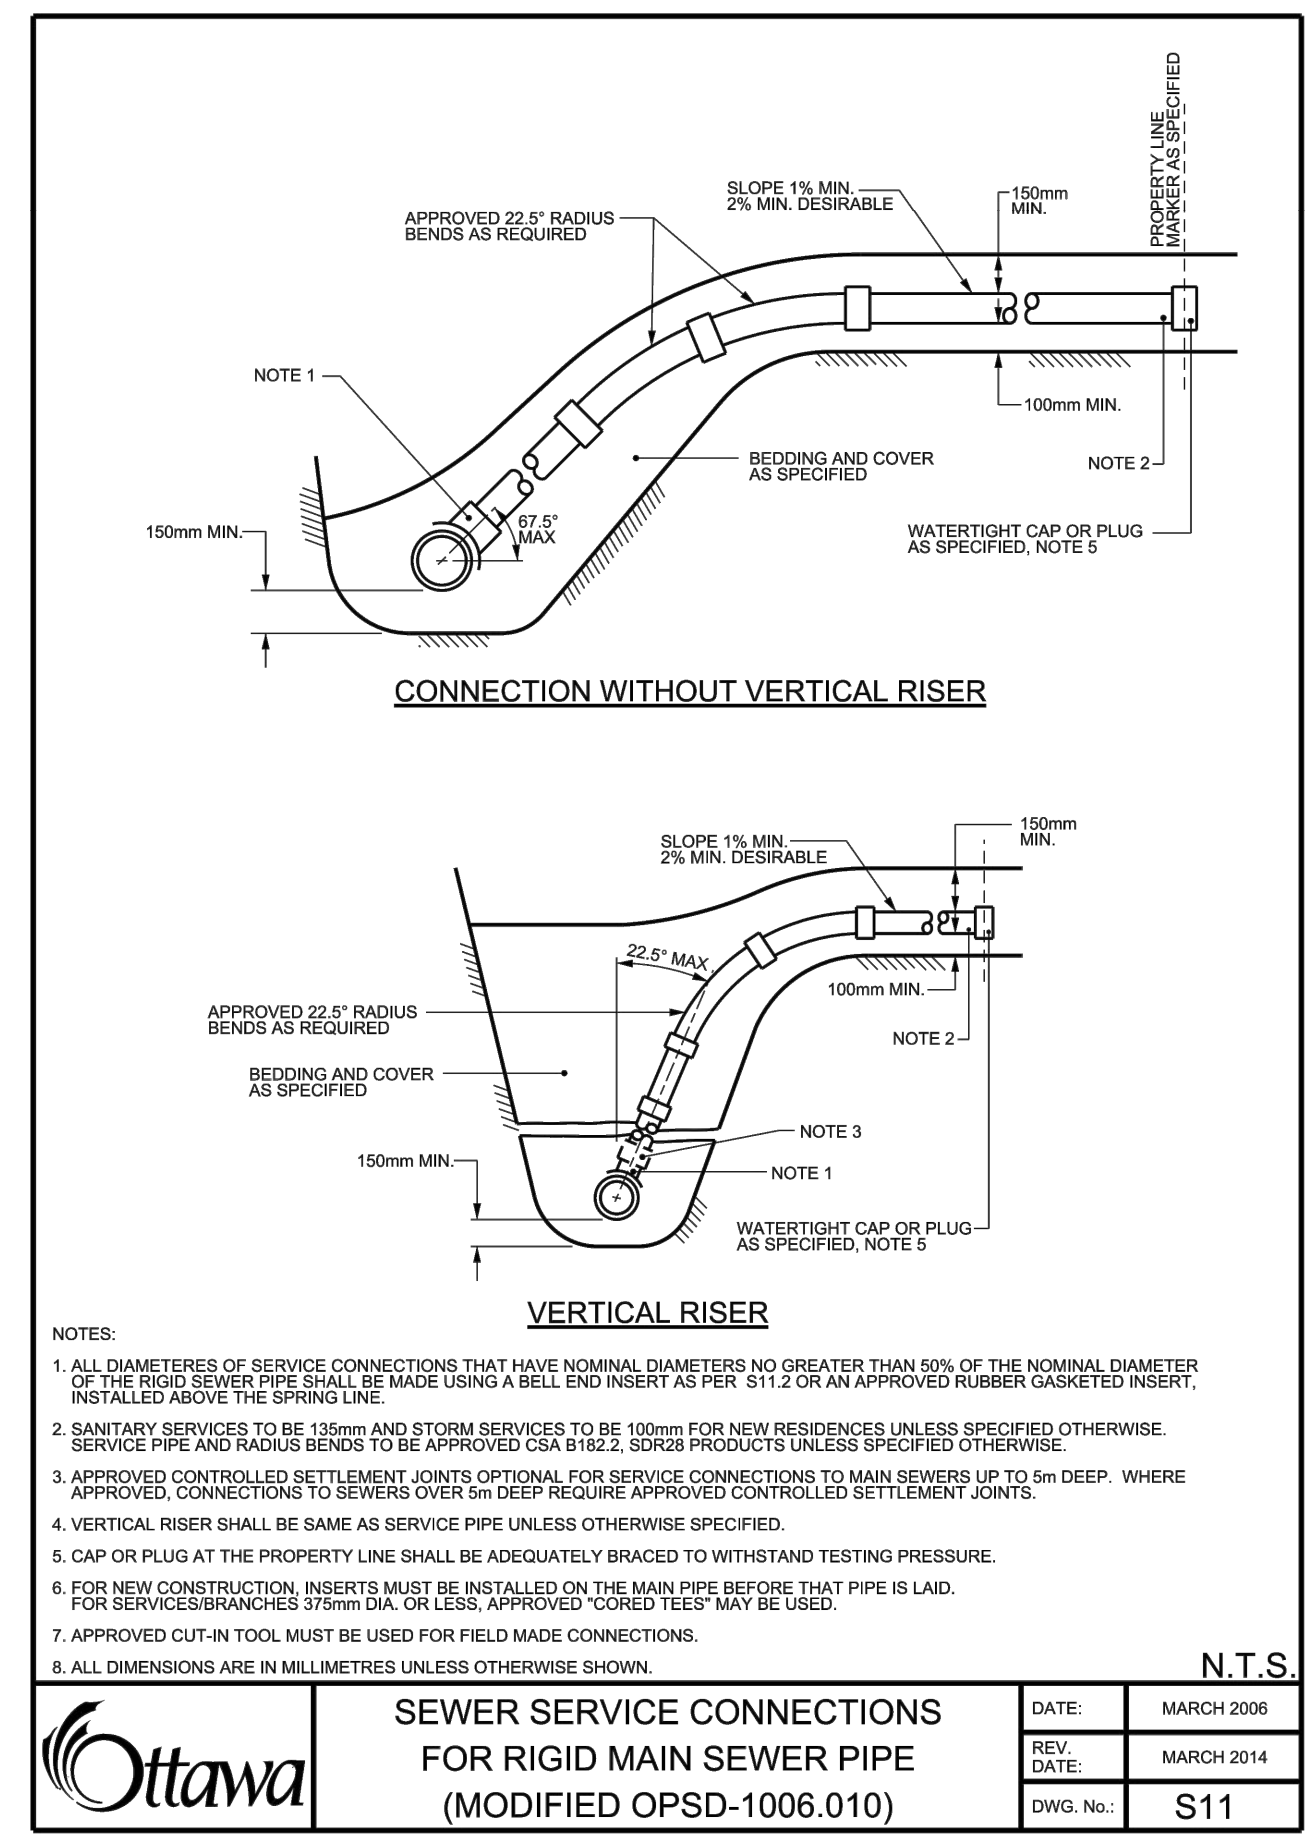 PROPERTY LINE
MARKER AS SPECIFIED
SLOPE 1% MIN.
2% MIN. DESIRABLE
150mm
MIN.
APPROVED 22.5° RADIUS
BENDS AS REQUIRED
NOTE 1
100mm MIN.
BEDDING AND COVER
AS SPECIFIED
NOTE 2
67.5°
MAX
150mm MIN.
WATERTIGHT CAP OR PLUG
AS SPECIFIED, NOTE 5
CONNECTION WITHOUT VERTICAL RISER
150mm
MIN.
SLOPE 1% MIN.
2% MIN. DESIRABLE
22.5° MAX.
100mm MIN.
APPROVED 22.5° RADIUS
BENDS AS REQUIRED
NOTE 2
BEDDING AND COVER
AS SPECIFIED
NOTE 3
150mm MIN.
NOTE 1
WATERTIGHT CAP OR PLUG
AS SPECIFIED, NOTE 5
VERTICAL RISER
NOTES:
1. ALL DIAMETERES OF SERVICE CONNECTIONS THAT HAVE NOMINAL DIAMETERS NO GREATER THAN 50% OF THE NOMINAL DIAMETER
OF THE RIGID SEWER PIPE SHALL BE MADE USING A BELL END INSERT AS PER S11.2 OR AN APPROVED RUBBER GASKETED INSERT,
INSTALLED ABOVE THE SPRING LINE.
2. SANITARY SERVICES TO BE 135mm AND STORM SERVICES TO BE 100mm FOR NEW RESIDENCES UNLESS SPECIFIED OTHERWISE.
SERVICE PIPE AND RADIUS BENDS TO BE APPROVED CSA B182.2, SDR28 PRODUCTS UNLESS SPECIFIED OTHERWISE.
3. APPROVED CONTROLLED SETTLEMENT JOINTS OPTIONAL FOR SERVICE CONNECTIONS TO MAIN SEWERS UP TO 5m DEEP. WHERE
APPROVED, CONNECTIONS TO SEWERS OVER 5m DEEP REQUIRE APPROVED CONTROLLED SETTLEMENT JOINTS.
4. VERTICAL RISER SHALL BE SAME AS SERVICE PIPE UNLESS OTHERWISE SPECIFIED.
5. CAP OR PLUG AT THE PROPERTY LINE SHALL BE ADEQUATELY BRACED TO WITHSTAND TESTING PRESSURE.
6. FOR NEW CONSTRUCTION, INSERTS MUST BE INSTALLED ON THE MAIN PIPE BEFORE THAT PIPE IS LAID.
FOR SERVICES/BRANCHES 375mm DIA. OR LESS, APPROVED "CORED TEES" MAY BE USED.
7. APPROVED CUT-IN TOOL MUST BE USED FOR FIELD MADE CONNECTIONS.
8. ALL DIMENSIONS ARE IN MILLIMETRES UNLESS OTHERWISE SHOWN.
N.T.S.
Ottawa
SEWER SERVICE CONNECTIONS
FOR RIGID MAIN SEWER PIPE
(MODIFIED OPSD-1006.010)
DATE: MARCH 2006
REV.
DATE: MARCH 2014
DWG. No.: S11